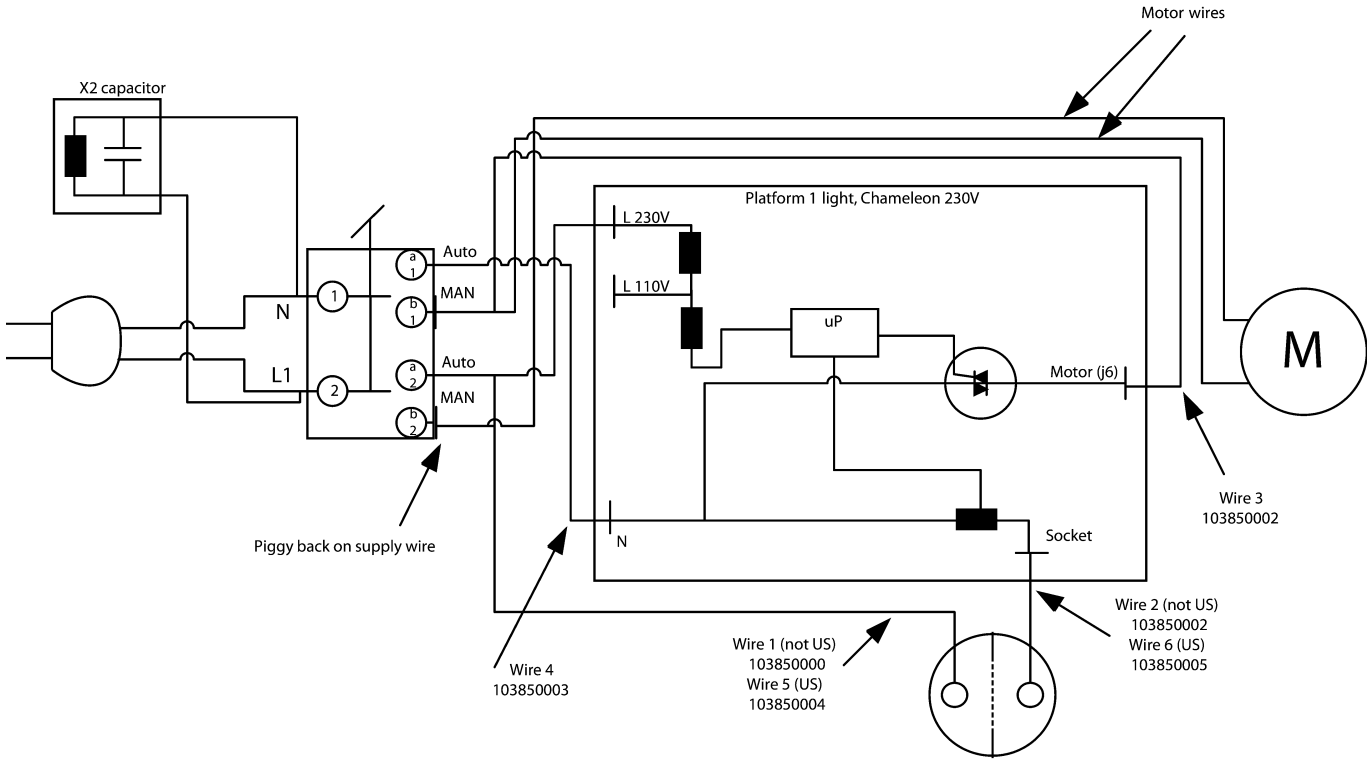 Motor wires
X2 capacitor
Platform 1 light, Chameleon 230V
L 230V
a
1
Auto
L 110V
1
N
b
1
MAN
uP
M
a
2
Auto
L1
2
Motor (j6)
b
2
MAN
Wire 3
103850002
Piggy back on supply wire
N
Socket
Wire 2 (not US)
103850002
Wire 6 (US)
103850005
Wire 1 (not US)
103850000
Wire 5 (US)
103850004
Wire 4
103850003